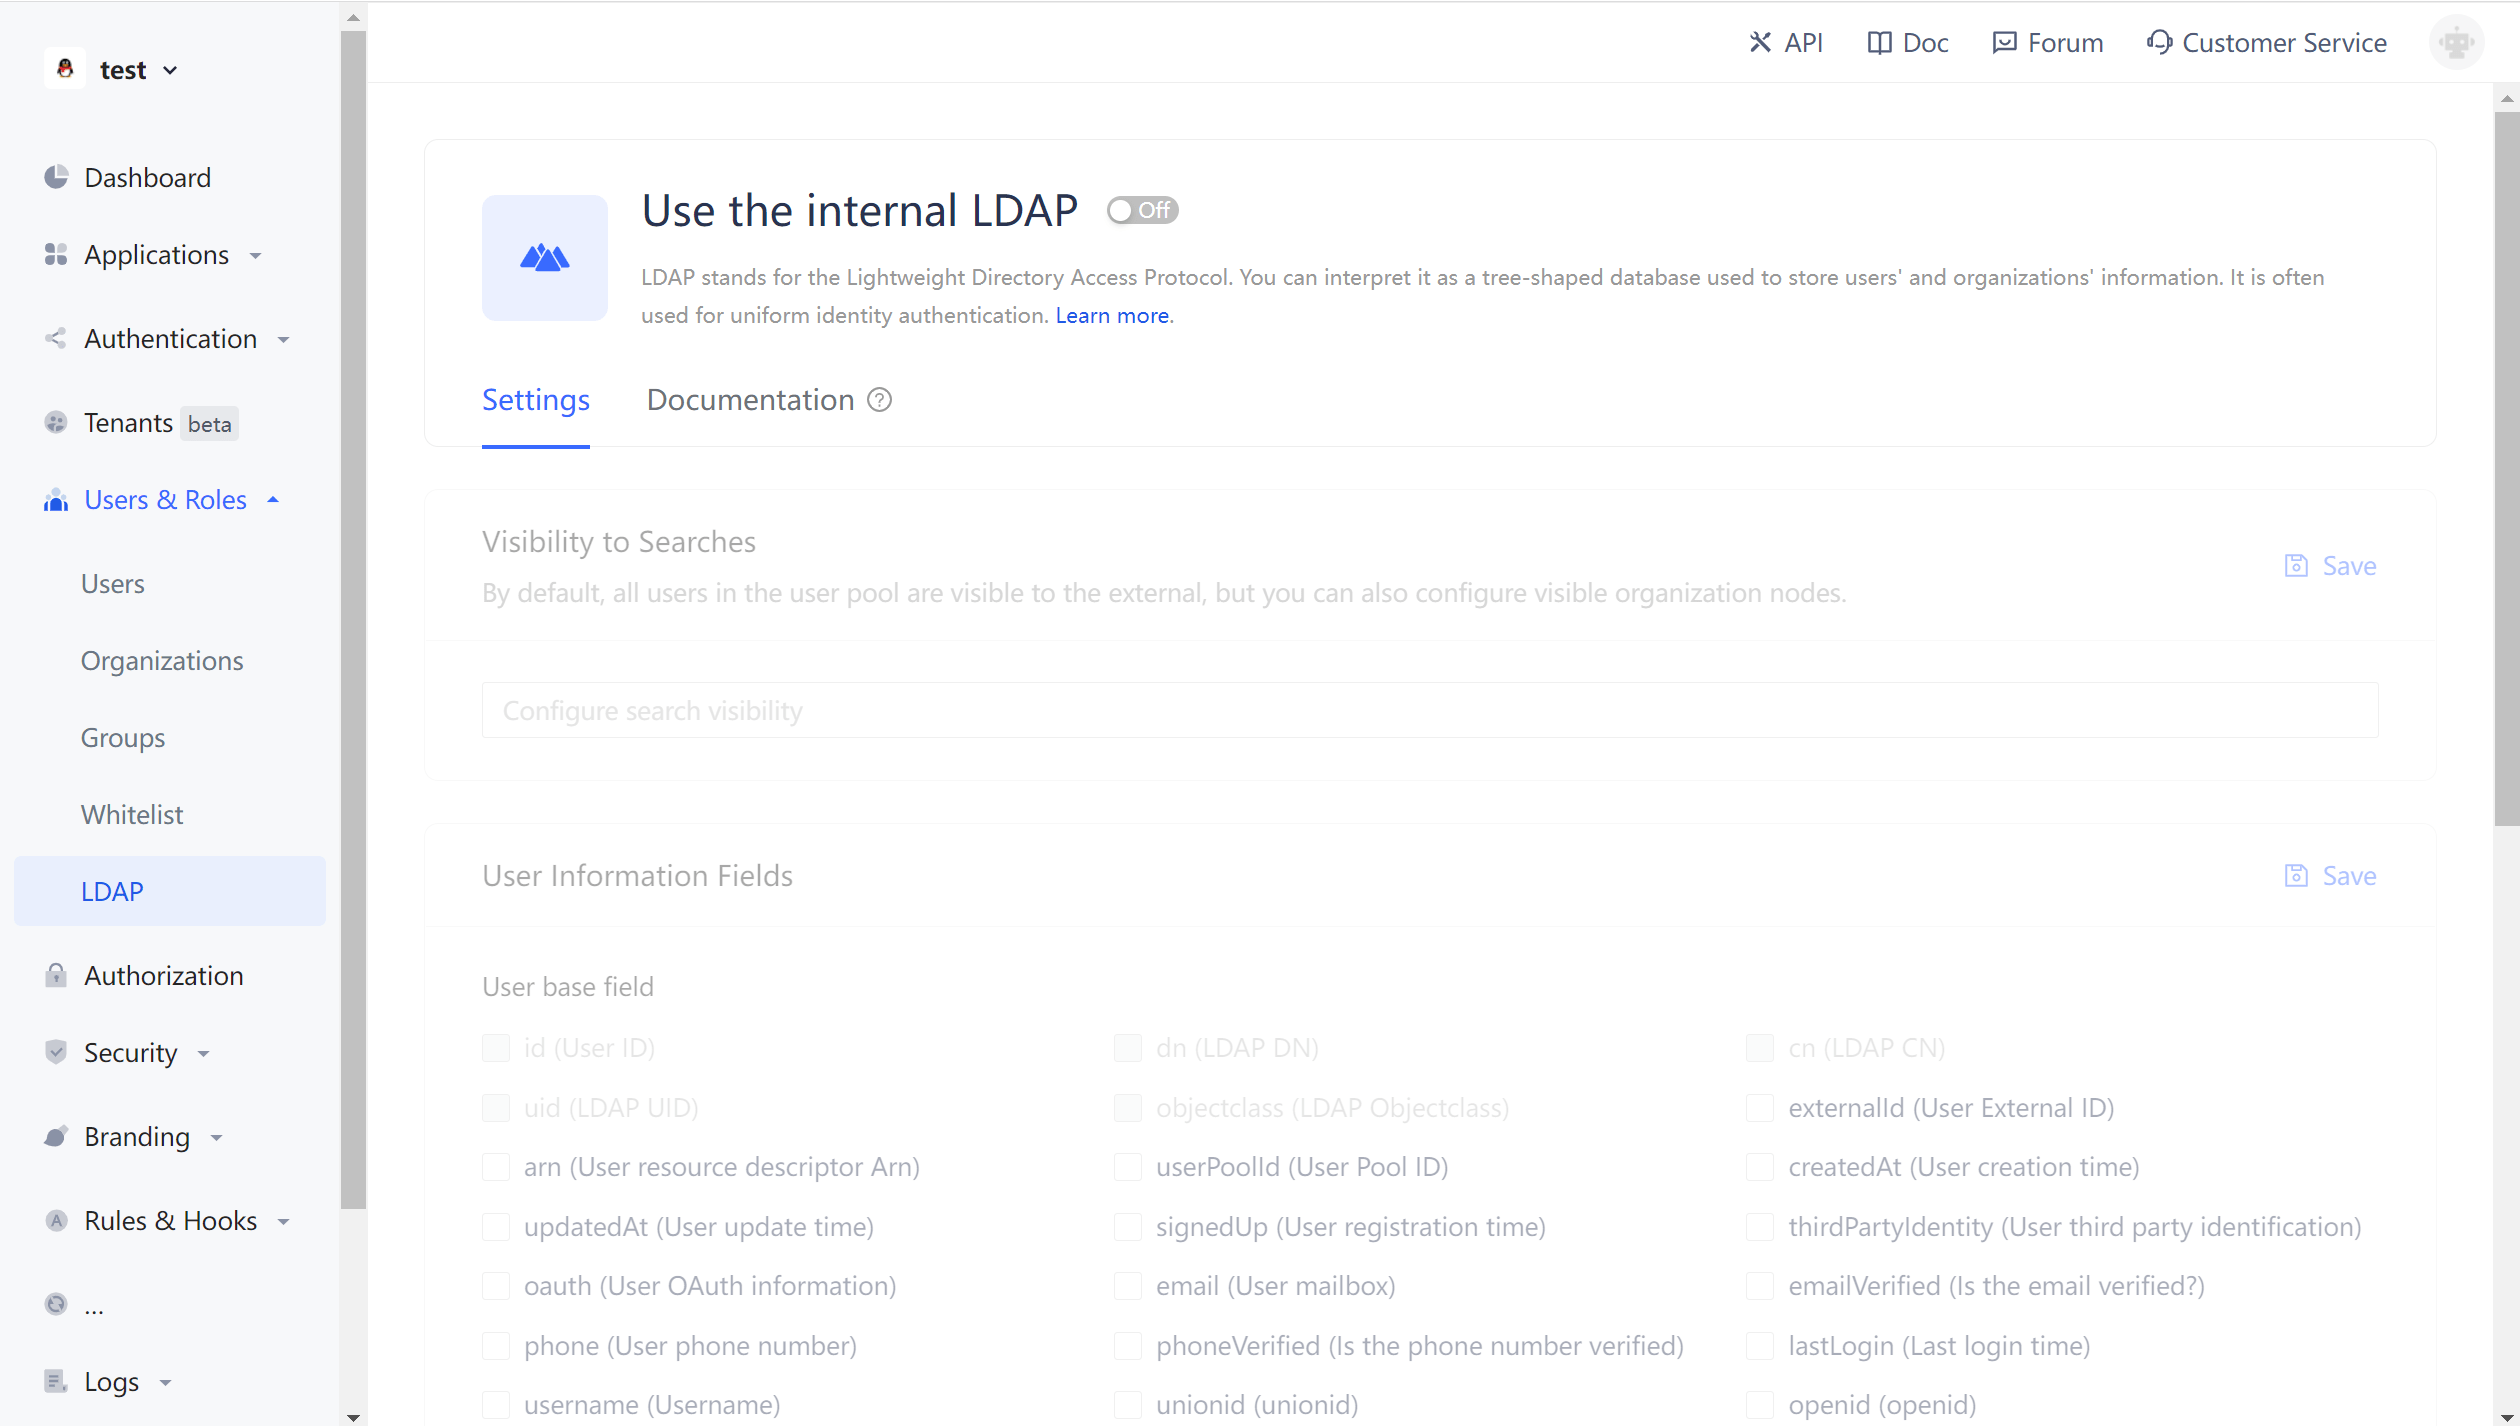 test
API
Doc
Forum
Customer Service
Dashboard
Applications
Authentication
Tenants beta
Users & Roles
Users
Organizations
Groups
Whitelist
LDAP
Authorization
Security
Branding
Rules & Hooks
...
Logs
Use the internal LDAP Off
LDAP stands for the Lightweight Directory Access Protocol. You can interpret it as a tree-shaped database used to store users' and organizations' information. It is often
used for uniform identity authentication. Learn more.
Settings
Documentation
Visibility to Searches
Save
By default, all users in the user pool are visible to the external, but you can also configure visible organization nodes.
Configure search visibility
User Information Fields
Save
User base field
id (User ID)
dn (LDAP DN)
cn (LDAP CN)
uid (LDAP UID)
objectclass (LDAP Objectclass)
externalId (User External ID)
arn (User resource descriptor Arn)
userPoolId (User Pool ID)
createdAt (User creation time)
updatedAt (User update time)
signedUp (User registration time)
thirdPartyIdentity (User third party identification)
oauth (User OAuth information)
email (User mailbox)
emailVerified (Is the email verified?)
phone (User phone number)
phoneVerified (Is the phone number verified)
lastLogin (Last login time)
username (Username)
unionid (unionid)
openid (openid)